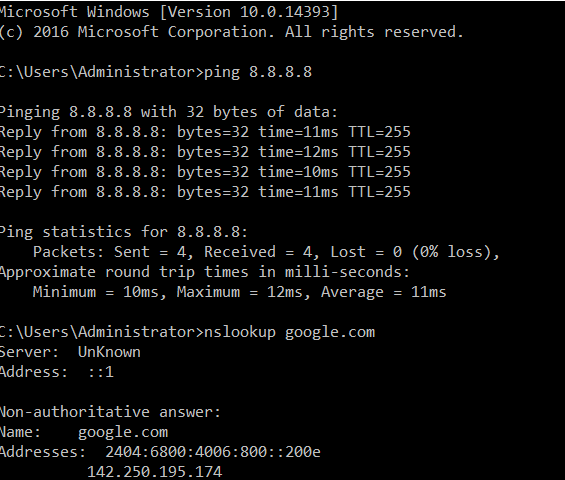 Microsoft Windows [Version 10.0.14393]
(c) 2016 Microsoft Corporation. All rights reserved.
C:\Users\Administrator>ping 8.8.8.8
Pinging 8.8.8.8 with 32 bytes of data:
Reply from 8.8.8.8: bytes=32 time=11ms TTL=255
Reply from 8.8.8.8: bytes=32 time=12ms TTL=255
Reply from 8.8.8.8: bytes=32 time=10ms TTL=255
Reply from 8.8.8.8: bytes=32 time=11ms TTL=255
Ping statistics for 8.8.8.8:
Packets: Sent = 4, Received = 4, Lost = 0 (0% loss),
Approximate round trip times in milli-seconds:
Minimum = 10ms, Maximum = 12ms, Average = 11ms
C:\Users\Administrator>nslookup google.com
Server:  UnKnown
Address:  ::1
Non-authoritative answer:
Name:    google.com
Addresses:  2404:6800:4006:800::200e
142.250.195.174